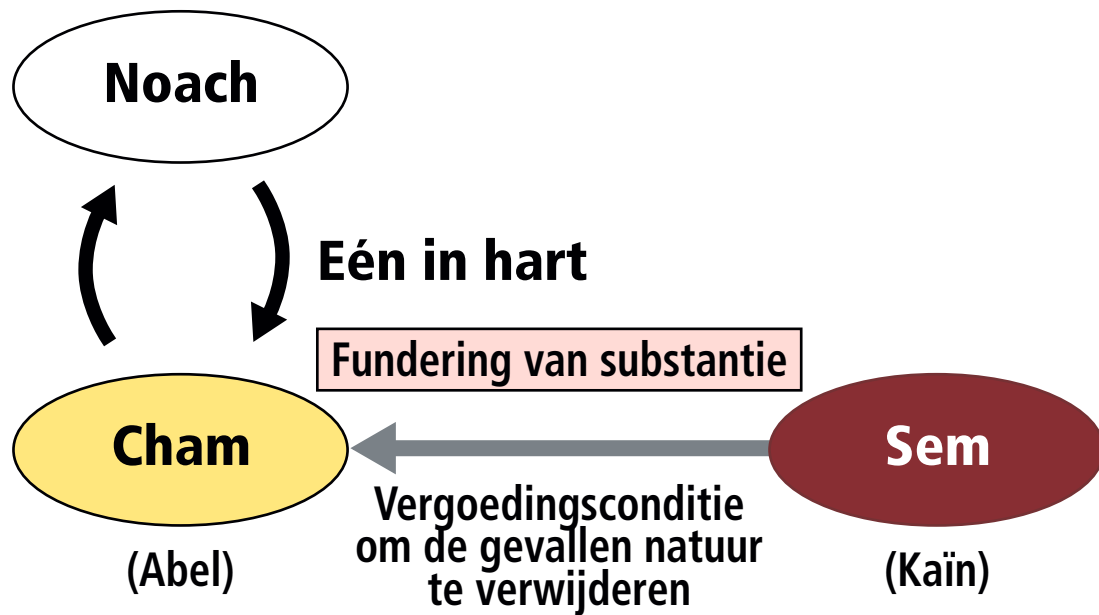 Noach
Eén in hart
Fundering van substantie
Cham
Sem
Vergoedingsconditie
om de gevallen natuur
te verwijderen
(Abel)
(Kaïn)